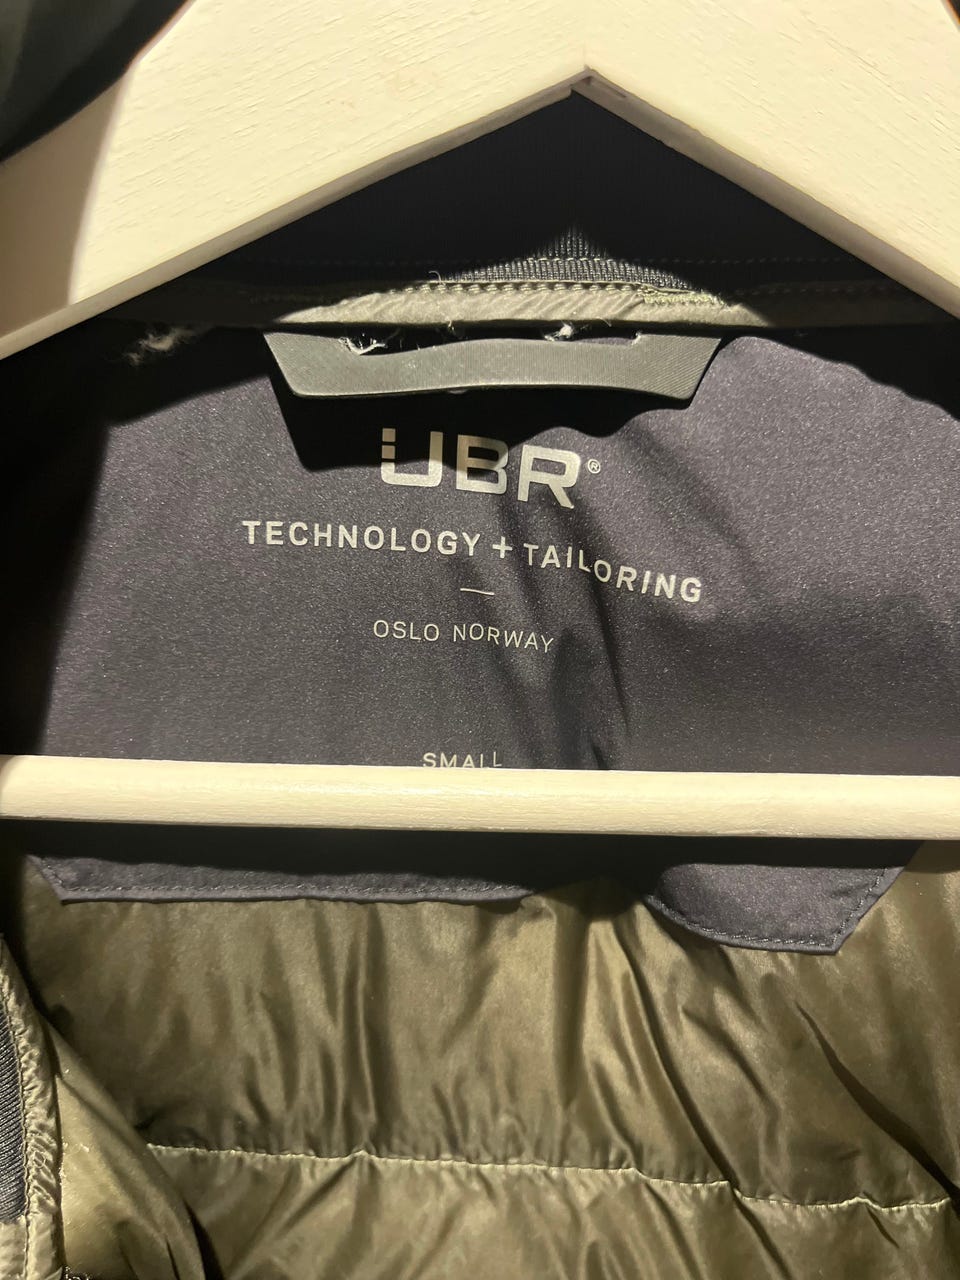 UBR®
TECHNOLOGY + TAILORING
OSLO NORWAY
SMALL